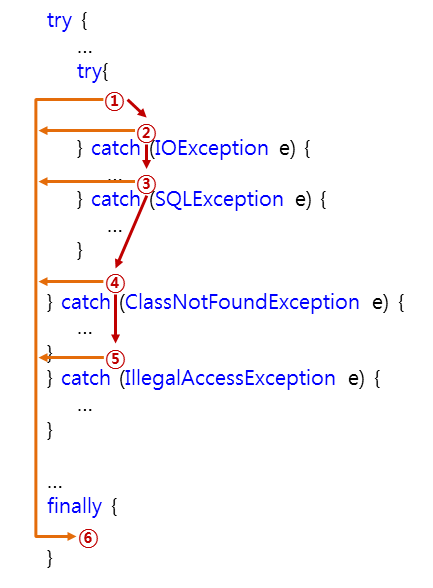 try {
...
try{
①
②
} catch (IOException e) {
...
③
} catch (SQLException e) {
...
}
④
} catch (ClassNotFoundException e) {
...
}
⑤
} catch (IllegalAccessException e) {
...
}
...
finally {
⑥
}